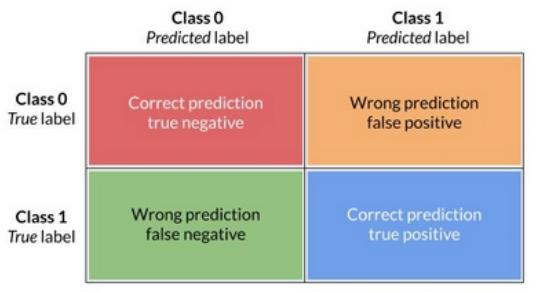 Class 0
Predicted label
Class 1
Predicted label
Class 0
True label
Correct prediction
true negative
Wrong prediction
false positive
Class 1
True label
Wrong prediction
false negative
Correct prediction
true positive